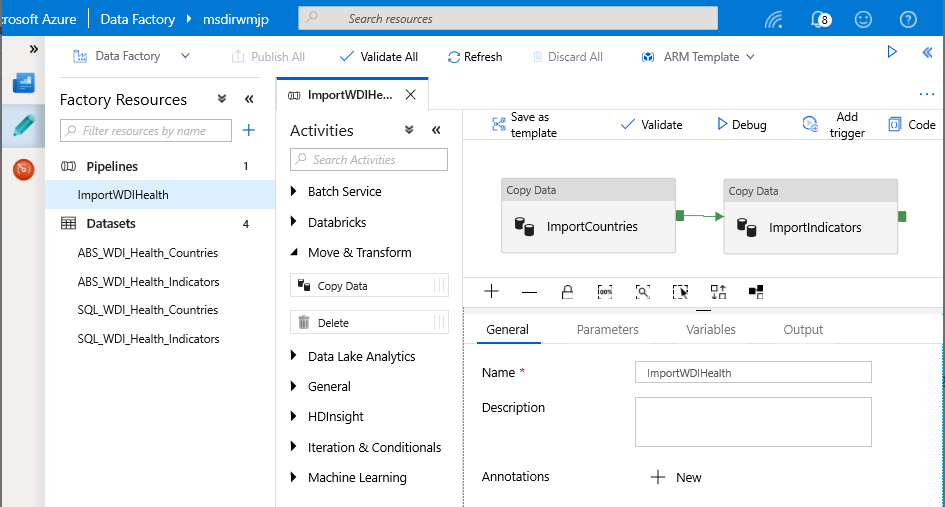 crosoft Azure
Data Factory
msdirwmjp
Search resources
8
»
Data Factory
Publish All
Validate All
Refresh
Discard All
ARM Template
«
Factory Resources
«
Filter resources by name
Pipelines 1
ImportWDIHealth
Datasets 4
ABS_WDI_Health_Countries
ABS_WDI_Health_Indicators
SQL_WDI_Health_Countries
SQL_WDI_Health_Indicators
ImportWDIHe...
Activities
«
Search Activities
Batch Service
Databricks
Move & Transform
Copy Data
Delete
Data Lake Analytics
General
HDInsight
Iteration & Conditionals
Machine Learning
...
Save as
template
Validate
Debug
Add
trigger
Code
Copy Data
ImportCountries
Copy Data
ImportIndicators
100%
General
Parameters
Variables
Output
Name *
ImportWDIHealth
Description
Annotations
New